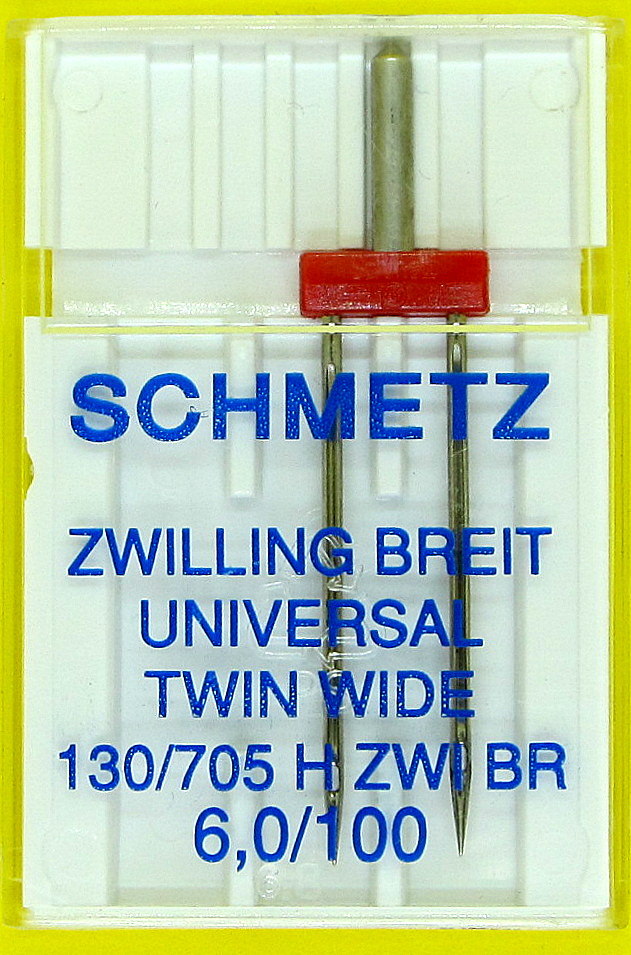 SCHMETZ
ZWILLING BREIT
UNIVERSAL
TWIN WIDE
130/705 H ZWI BR
6,0/100